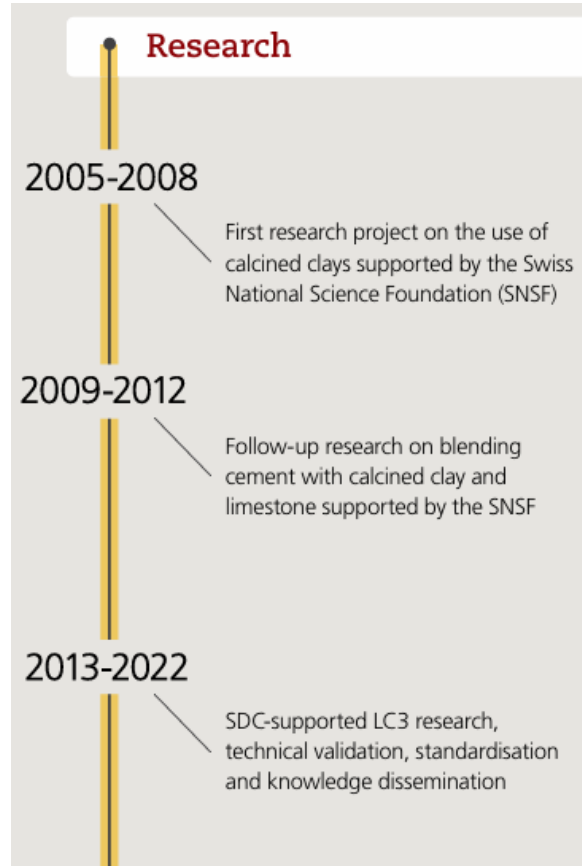 Research
2005-2008
First research project on the use of
calcined clays supported by the Swiss
National Science Foundation (SNSF)
2009-2012
Follow-up research on blending
cement with calcined clay and
limestone supported by the SNSF
2013-2022
SDC-supported LC3 research,
technical validation, standardisation
and knowledge dissemination